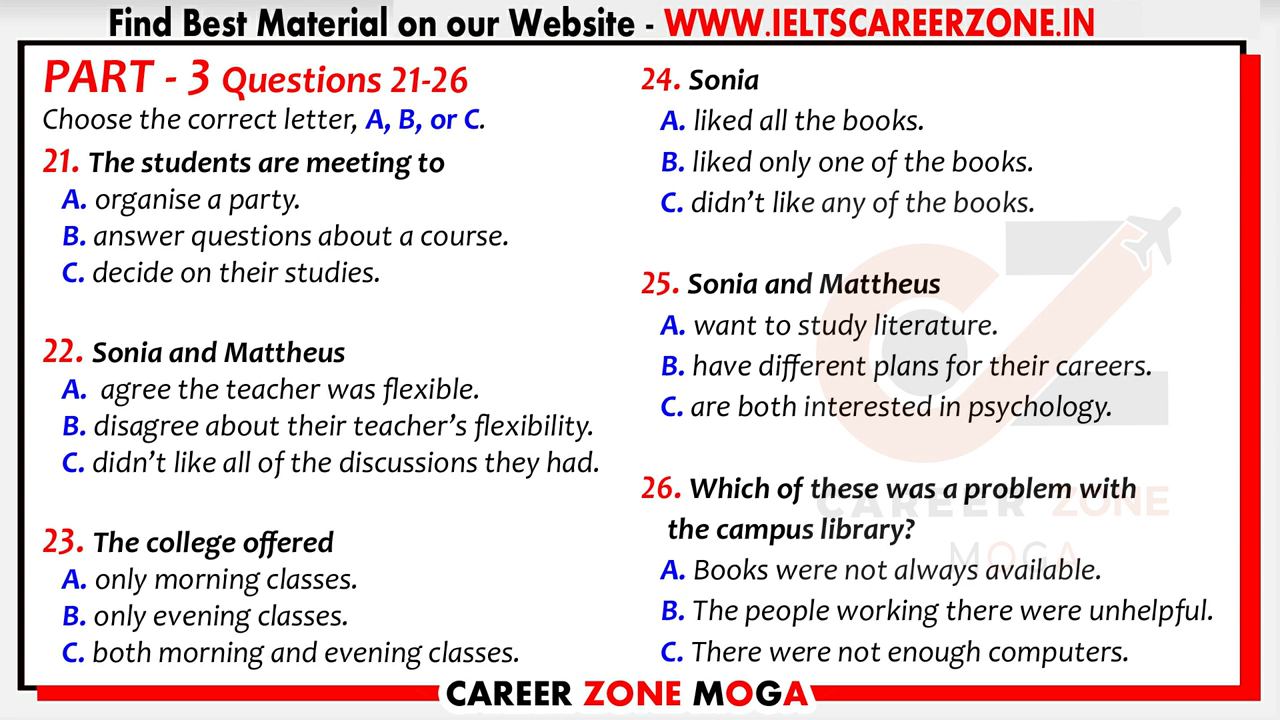 Find Best Material on our Website - WWW.IELTSCAREERZONE.IN
PART - 3 Questions 21-26
Choose the correct letter, A, B, or C.
21. The students are meeting to
A. organise a party.
B. answer questions about a course.
C. decide on their studies.
22. Sonia and Mattheus
A. agree the teacher was flexible.
B. disagree about their teacher's flexibility.
C. didn't like all of the discussions they had.
23. The college offered
A. only morning classes.
B. only evening classes.
C. both morning and evening classes.
24. Sonia
A. liked all the books.
B. liked only one of the books.
C. didn't like any of the books.
25. Sonia and Mattheus
A. want to study literature.
B. have different plans for their careers.
C. are both interested in psychology.
26. Which of these was a problem with
the campus library?
A. Books were not always available.
B. The people working there were unhelpful.
C. There were not enough computers.
CAREER ZONE
MOGA
CAREER ZONE MOGA